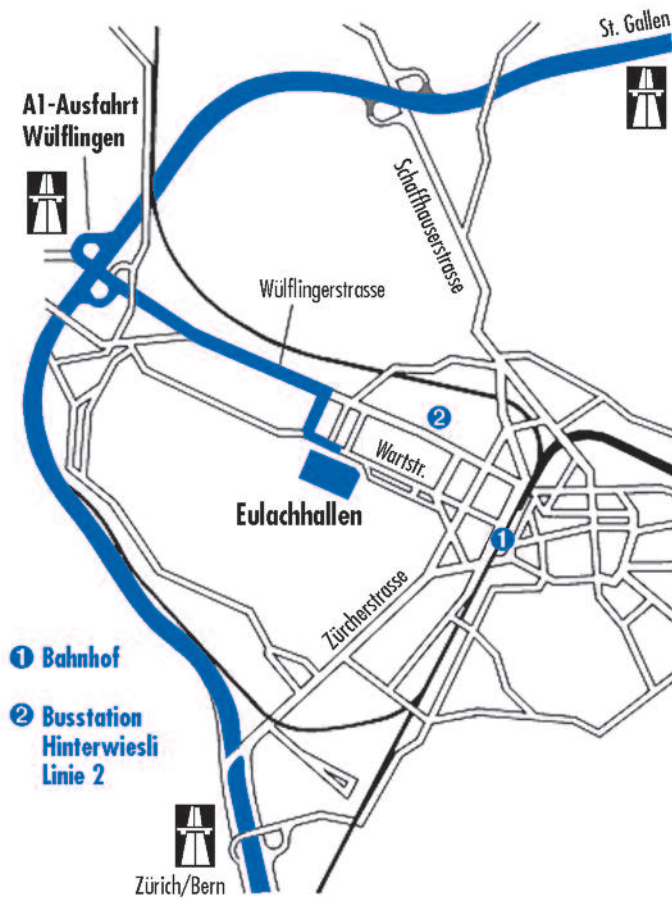 St. Gallen
A1-Ausfahrt
Wülflingen
Schaffhauserstrasse
Wülflingerstrasse
2
Wartstr.
Eulachhallen
1
Zürcherstrasse
1 Bahnhof
2 Busstation
Hinterwiesli
Linie 2
Zürich/Bern